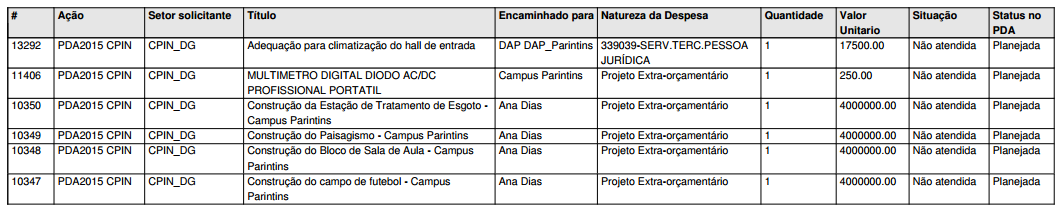 # Ação Setor solicitante Título Encaminhado para Natureza da Despesa Quantidade Valor Unitario Situação Status no PDA
13292 PDA2015 CPIN CPIN_DG Adequação para climatização do hall de entrada DAP DAP_Parintins 339039-SERV.TERC.PESSOA JURÍDICA 1 17500.00 Não atendida Planejada
11406 PDA2015 CPIN CPIN_DG MULTIMETRO DIGITAL DIODO AC/DC PROFISSIONAL PORTATIL Campus Parintins Projeto Extra-orçamentário 1 250.00 Não atendida Planejada
10350 PDA2015 CPIN CPIN_DG Construção da Estação de Tratamento de Esgoto - Campus Parintins Ana Dias Projeto Extra-orçamentário 1 4000000.00 Não atendida Planejada
10349 PDA2015 CPIN CPIN_DG Construção do Paisagismo - Campus Parintins Ana Dias Projeto Extra-orçamentário 1 4000000.00 Não atendida Planejada
10348 PDA2015 CPIN CPIN_DG Construção do Bloco de Sala de Aula - Campus Parintins Ana Dias Projeto Extra-orçamentário 1 4000000.00 Não atendida Planejada
10347 PDA2015 CPIN CPIN_DG Construção do campo de futebol - Campus Parintins Ana Dias Projeto Extra-orçamentário 1 4000000.00 Não atendida Planejada